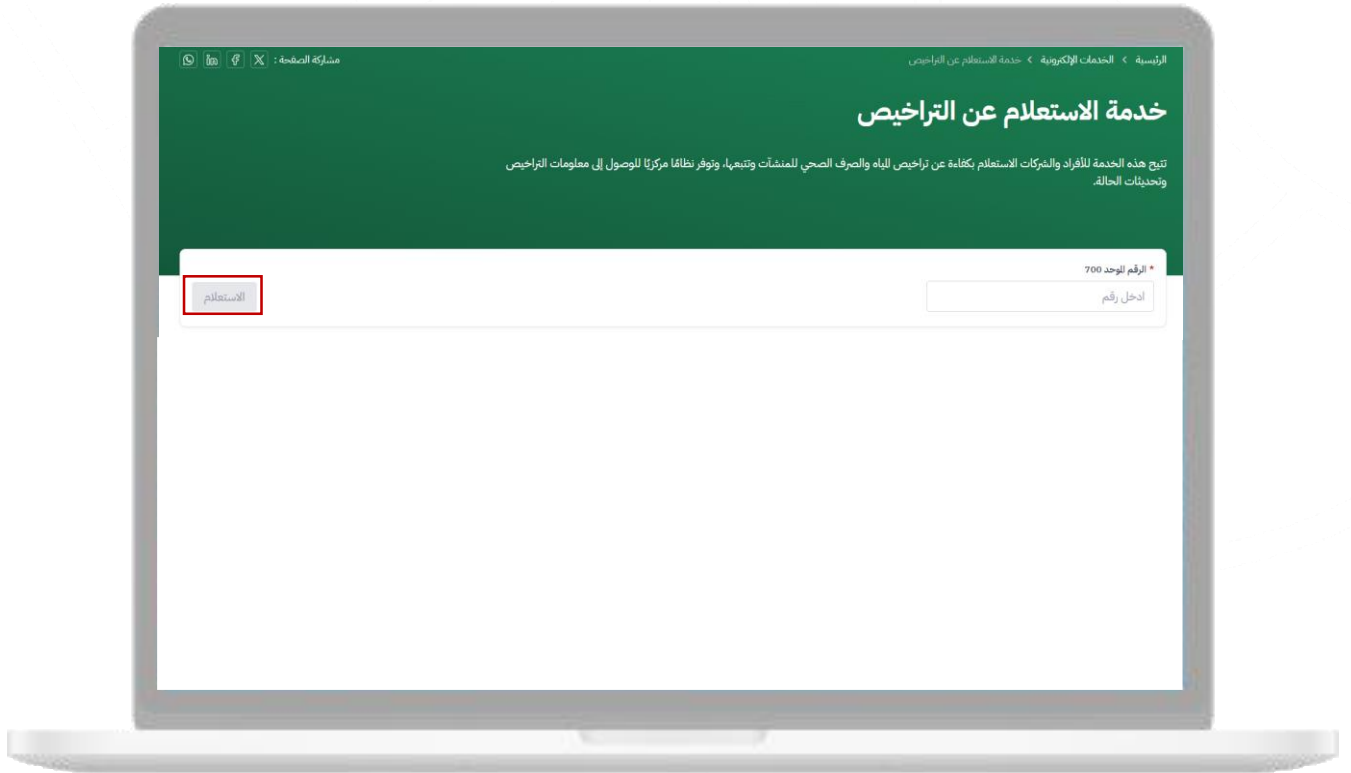 الرئيسية > الخدمات الإلكترونية > خدمة الاستعلام عن التراخيص
مشاركة الصفحة :
خدمة الاستعلام عن التراخيص
تتيح هذه الخدمة للأفراد والشركات الاستعلام بكفاءة عن تراخيص المياه والصرف الصحي للمنشآت وتتبعها، وتوفر نظامًا مركزيًا للوصول إلى معلومات التراخيص
وتحديثات الحالة.
* الرقم الموحد 700
ادخل رقم
الاستعلام